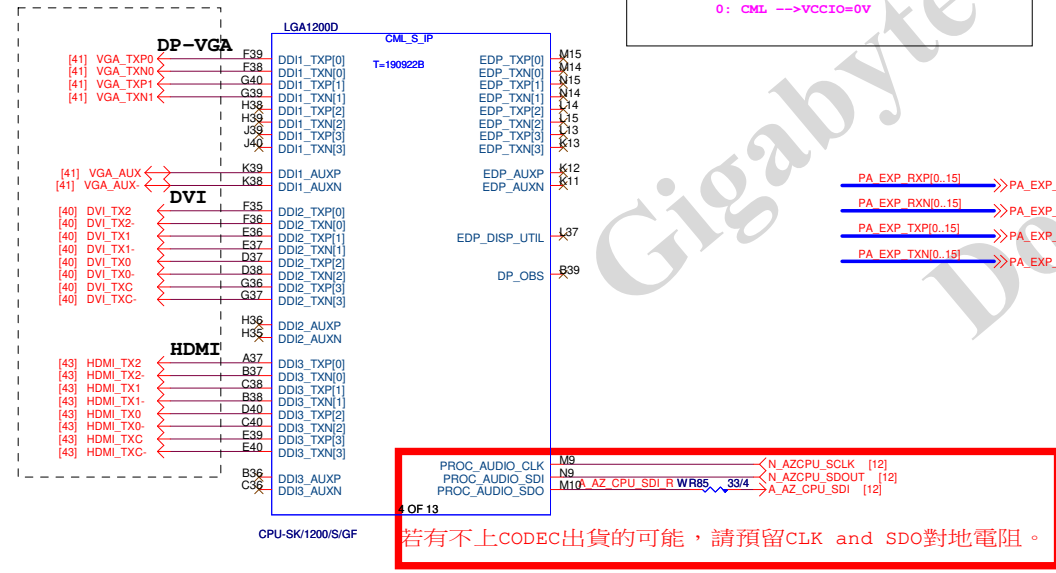 0: CML -->VCCIO=0V
LGA1200D
CML_S_IP
T=190922B
DP-VGA
[41] VGA_TXP0 F39 DDI1_TXP[0] EDP_TXP[0] M15
[41] VGA_TXN0 F38 DDI1_TXN[0] EDP_TXN[0] M14
[41] VGA_TXP1 G40 DDI1_TXP[1] EDP_TXP[1] N15
[41] VGA_TXN1 G39 DDI1_TXN[1] EDP_TXN[1] N14
H38 DDI1_TXP[2] EDP_TXP[2] L14
H39 DDI1_TXN[2] EDP_TXN[2] L15
J39 DDI1_TXP[3] EDP_TXP[3] L13
J40 DDI1_TXN[3] EDP_TXN[3] K13
[41] VGA_AUX K39 DDI1_AUXP EDP_AUXP K12
[41] VGA_AUX- K38 DDI1_AUXN EDP_AUXN K11
DVI
[40] DVI_TX2 F35 DDI2_TXP[0]
[40] DVI_TX2- F36 DDI2_TXN[0]
[40] DVI_TX1 E36 DDI2_TXP[1] EDP_DISP_UTIL L37
[40] DVI_TX1- E37 DDI2_TXN[1]
[40] DVI_TX0 D37 DDI2_TXP[2]
[40] DVI_TX0- D38 DDI2_TXN[2] DP_OBS B39
[40] DVI_TXC G36 DDI2_TXP[3]
[40] DVI_TXC- G37 DDI2_TXN[3]
H36 DDI2_AUXP
H35 DDI2_AUXN
HDMI
[43] HDMI_TX2 A37 DDI3_TXP[0]
[43] HDMI_TX2- B37 DDI3_TXN[0]
[43] HDMI_TX1 C38 DDI3_TXP[1]
[43] HDMI_TX1- B38 DDI3_TXN[1]
[43] HDMI_TX0 D40 DDI3_TXP[2]
[43] HDMI_TX0- C40 DDI3_TXN[2]
[43] HDMI_TXC E39 DDI3_TXP[3]
[43] HDMI_TXC- E40 DDI3_TXN[3]
B36 DDI3_AUXP
C36 DDI3_AUXN
PROC_AUDIO_CLK M9 N_AZCPU_SCLK [12]
PROC_AUDIO_SDI N9 N_AZCPU_SDOUT [12]
PROC_AUDIO_SDO M10 A_AZ_CPU_SDI_R WR85 33/4 A_AZ_CPU_SDI [12]
4 OF 13
CPU-SK/1200/S/GF
若有不上CODEC出貨的可能，請預留CLK and SDO對地電阻。
PA_EXP_RXP[0..15] PA_EXP_
PA_EXP_RXN[0..15] PA_EXP_
PA_EXP_TXP[0..15] PA_EXP_
PA_EXP_TXN[0..15] PA_EXP_
Gigabyte
Do